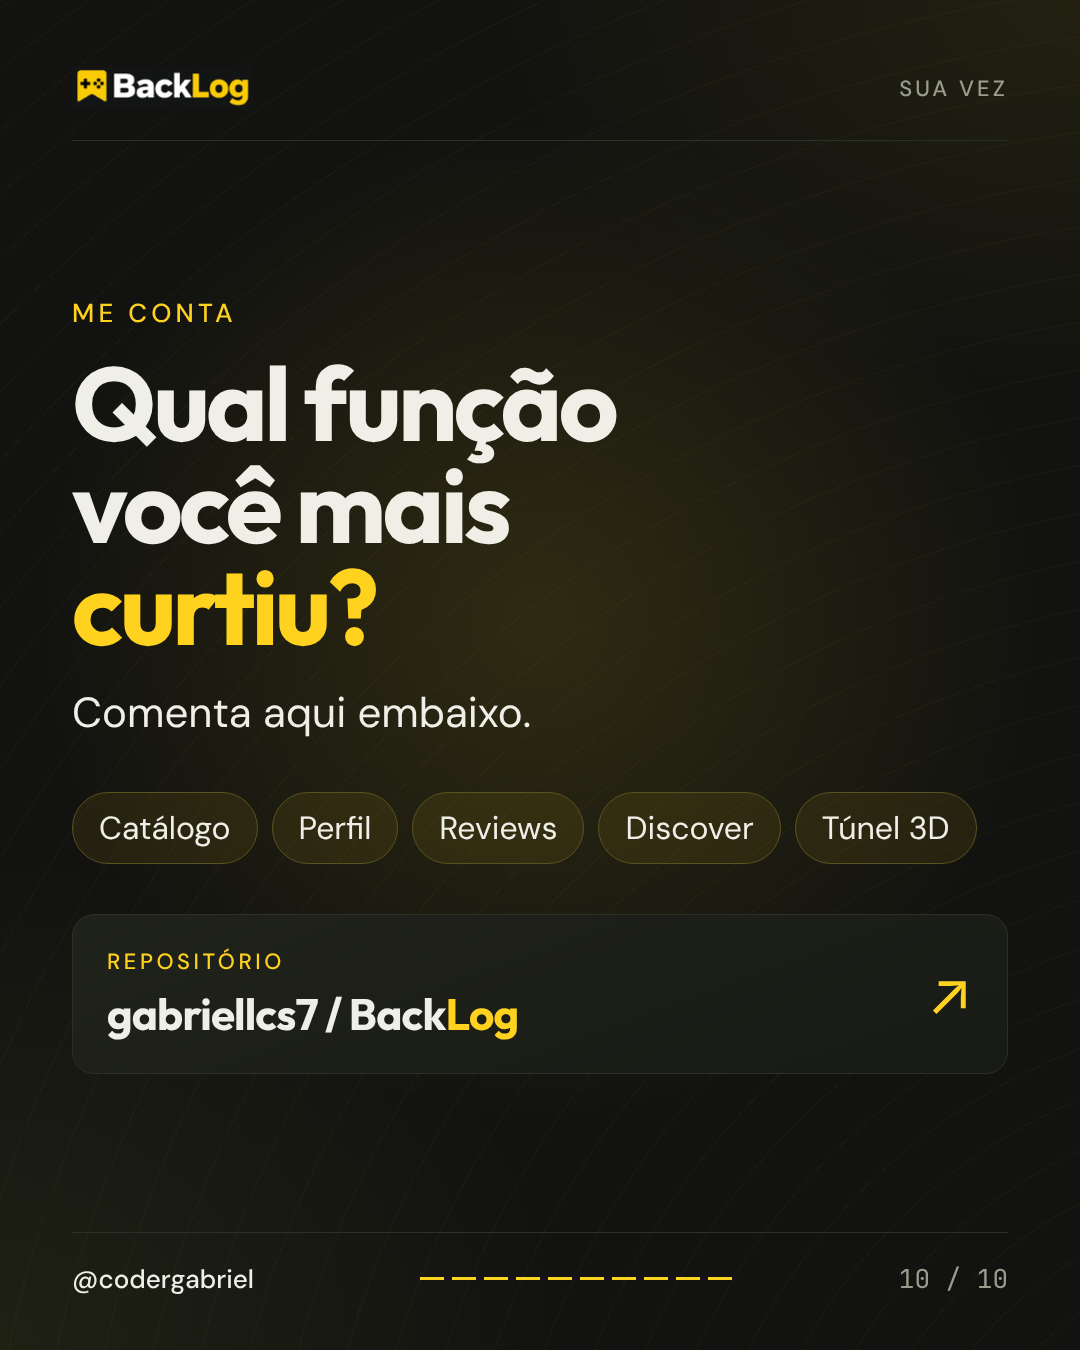 BackLog
SUA VEZ
ME CONTA
Qual função
você mais
curtiu?
Comenta aqui embaixo.
Catálogo Perfil Reviews Discover Túnel 3D
REPOSITÓRIO
gabriellcs7 / BackLog
@codergabriel
10 / 10